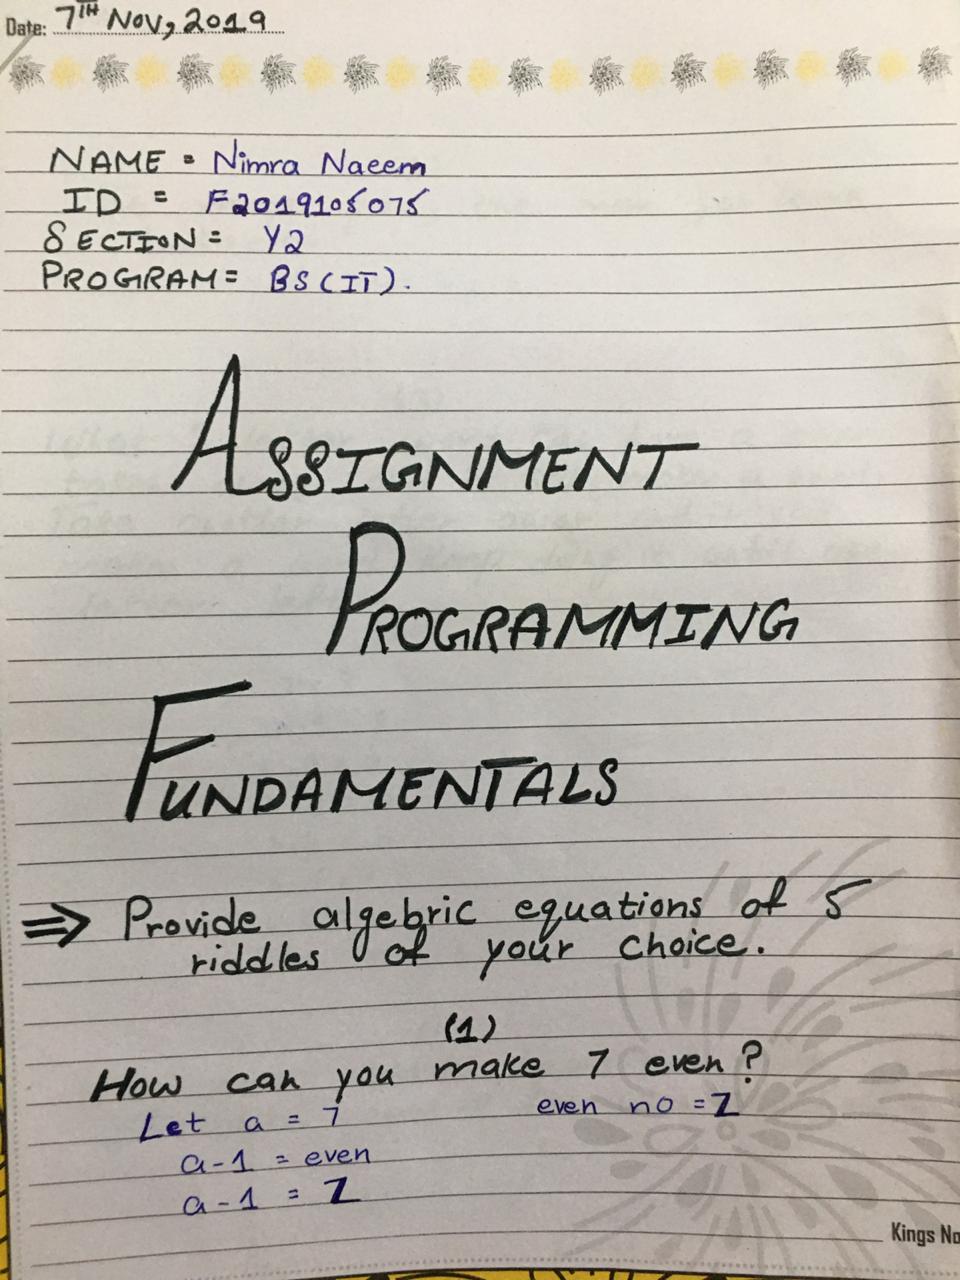 Date: 7TH Nov, 2019
NAME = Nimra Naeem
ID = F2019105075
SECTION = Y2
PROGRAM = BS(IT).
ASSIGNMENT
PROGRAMMING
FUNDAMENTALS
⇒ Provide algebric equations of 5
riddles of your choice.
(1)
How can you make 7 even?
Let a = 7 even no = Z
a-1 = even
a-1 = Z
Kings No